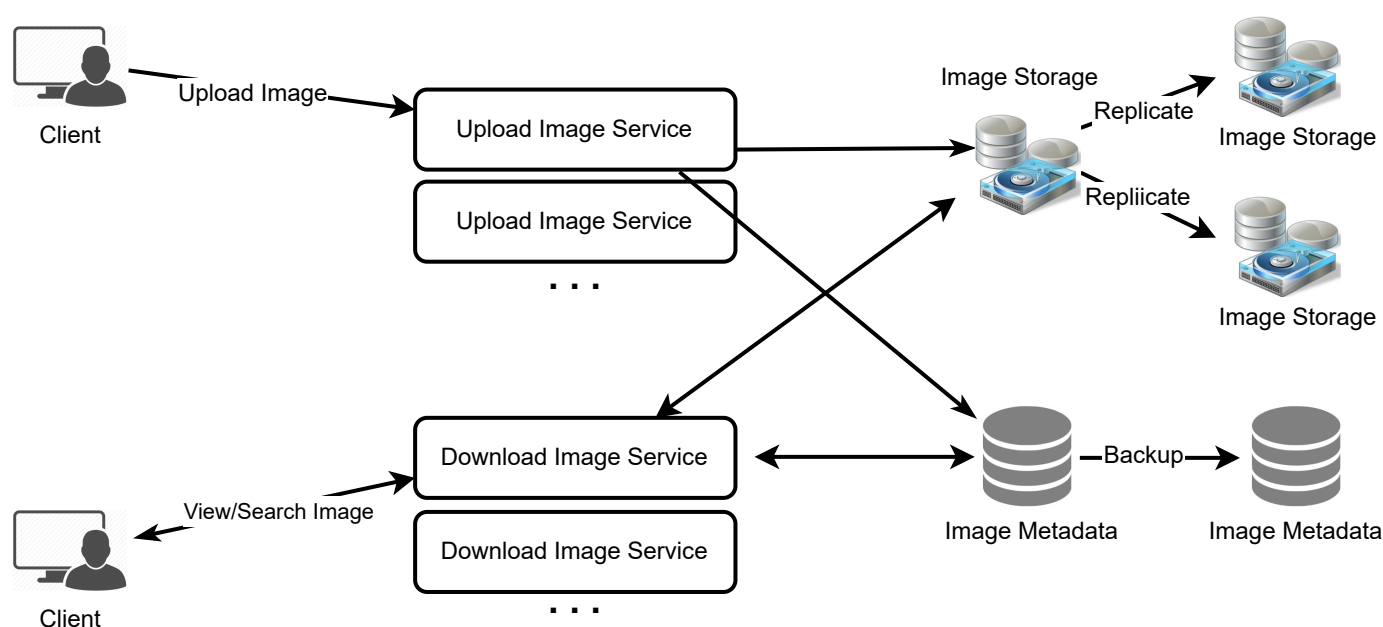 Client
Upload Image
Upload Image Service
Upload Image Service
. . .
Image Storage
Replicate
Image Storage
Repliicate
Image Storage
Client
View/Search Image
Download Image Service
Download Image Service
. . .
Image Metadata
Backup
Image Metadata